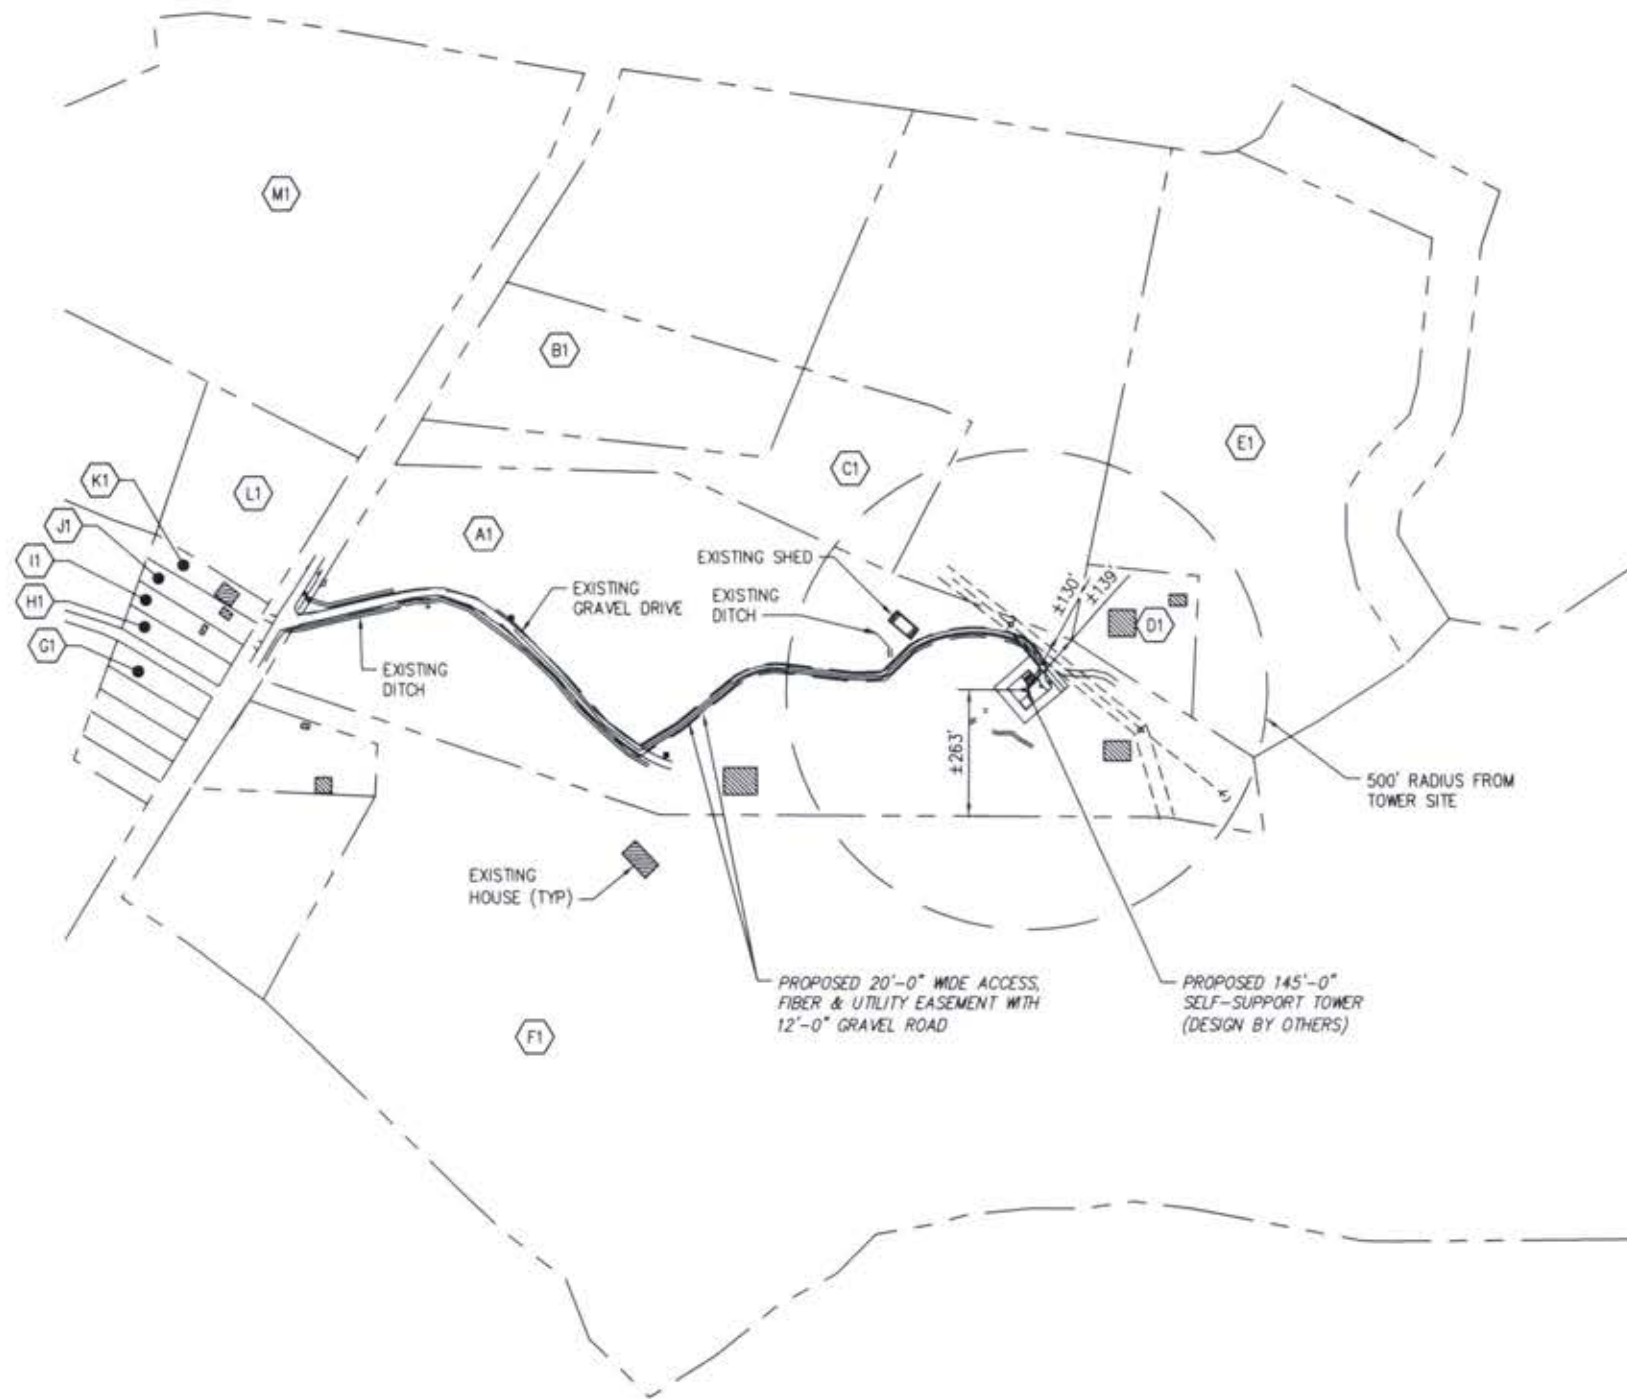 M1
B1
C1
E1
K1
L1
J1
A1
I1
H1
G1
EXISTING SHED
EXISTING
GRAVEL DRIVE
EXISTING
DITCH
±130'
±139'
D1
EXISTING
DITCH
±263'
500' RADIUS FROM
TOWER SITE
EXISTING
HOUSE (TYP)
PROPOSED 20'-0" WIDE ACCESS,
FIBER & UTILITY EASEMENT WITH
12'-0" GRAVEL ROAD
PROPOSED 145'-0"
SELF-SUPPORT TOWER
(DESIGN BY OTHERS)
F1